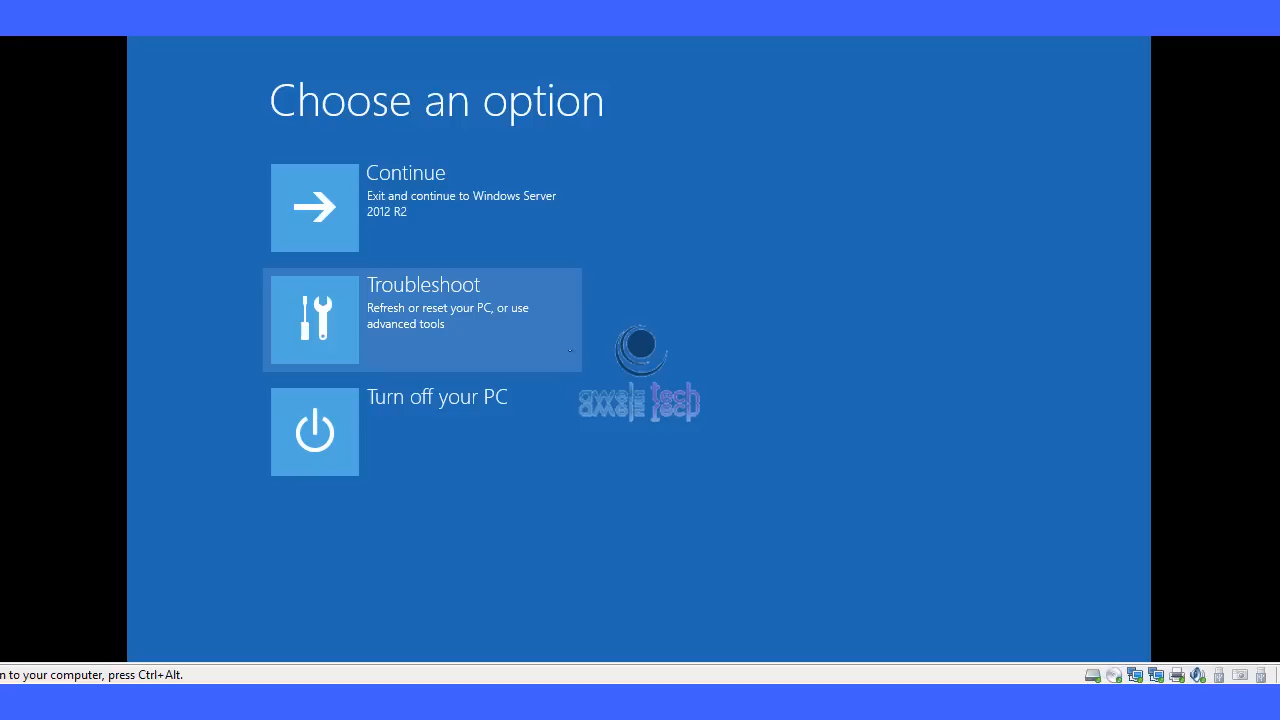 Choose an option
Continue
Exit and continue to Windows Server
2012 R2
Troubleshoot
Refresh or reset your PC, or use
advanced tools
Turn off your PC
awele tech
n to your computer, press Ctrl+Alt.